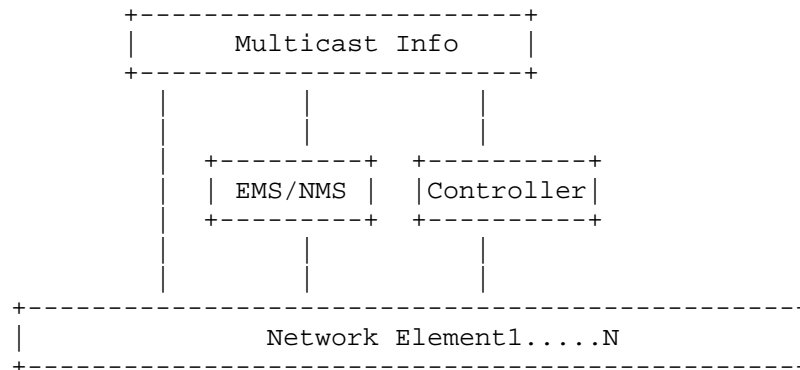 Multicast Info
EMS/NMS
Controller
Network Element1.....N